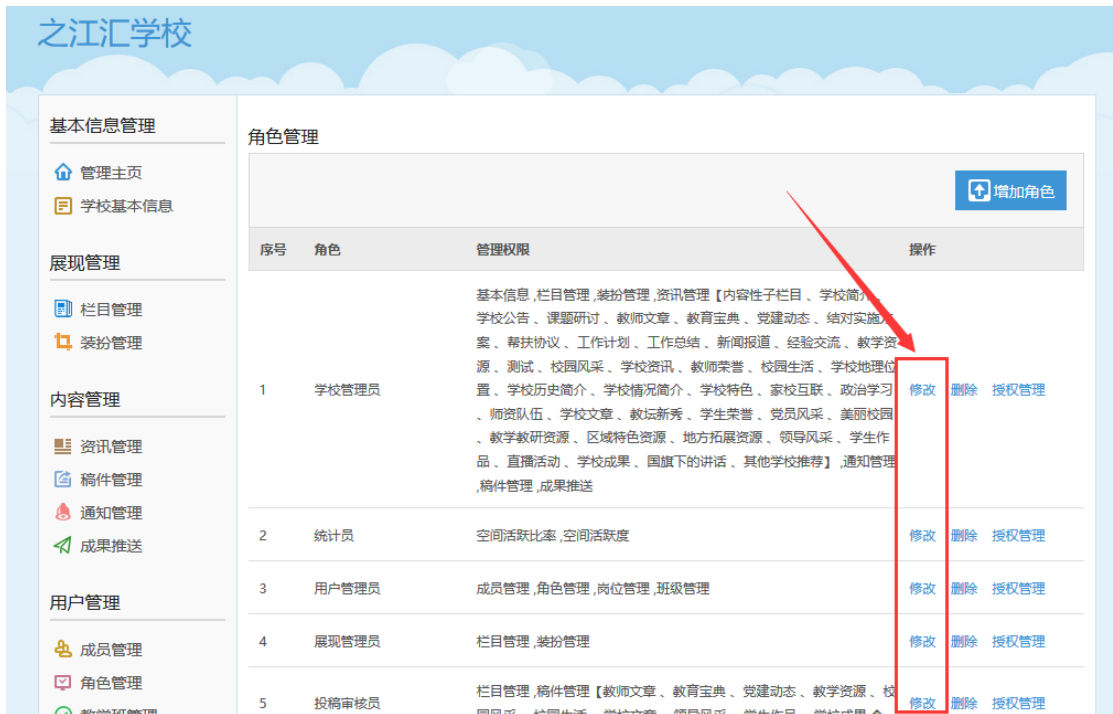 之江汇学校
基本信息管理
管理主页
学校基本信息
展现管理
栏目管理
装扮管理
内容管理
资讯管理
稿件管理
通知管理
成果推送
用户管理
成员管理
角色管理
角色管理
增加角色
序号 角色 管理权限 操作
基本信息 ,栏目管理 ,装扮管理 ,资讯管理【内容性子栏目 、学校简介 、
学校公告 、课题研讨 、教师文章 、教育宝典 、党建动态 、结对实施方
案 、帮扶协议 、工作计划 、工作总结 、新闻报道 、经验交流 、教学资
源 、测试 、校园风采 、学校资讯 、教师荣誉 、校园生活 、学校地理位
1 学校管理员 置 、学校历史简介 、学校情况简介 、学校特色 、家校互联 、政治学习 修改 删除 授权管理
、师资队伍 、学校文章 、教坛新秀 、学生荣誉 、党员风采 、美丽校园
、教学教研资源 、区域特色资源 、地方拓展资源 、领导风采 、学生作
品 、直播活动 、学校成果 、国旗下的讲话 、其他学校推荐】 ,通知管理
,稿件管理 ,成果推送
2 统计员 空间活跃比率 ,空间活跃度 修改 删除 授权管理
3 用户管理员 成员管理 ,角色管理 ,岗位管理 ,班级管理 修改 删除 授权管理
4 展现管理员 栏目管理 ,装扮管理 修改 删除 授权管理
栏目管理 ,稿件管理【教师文章 、教育宝典 、党建动态 、教学资源 、校
5 投稿审核员 修改 删除 授权管理